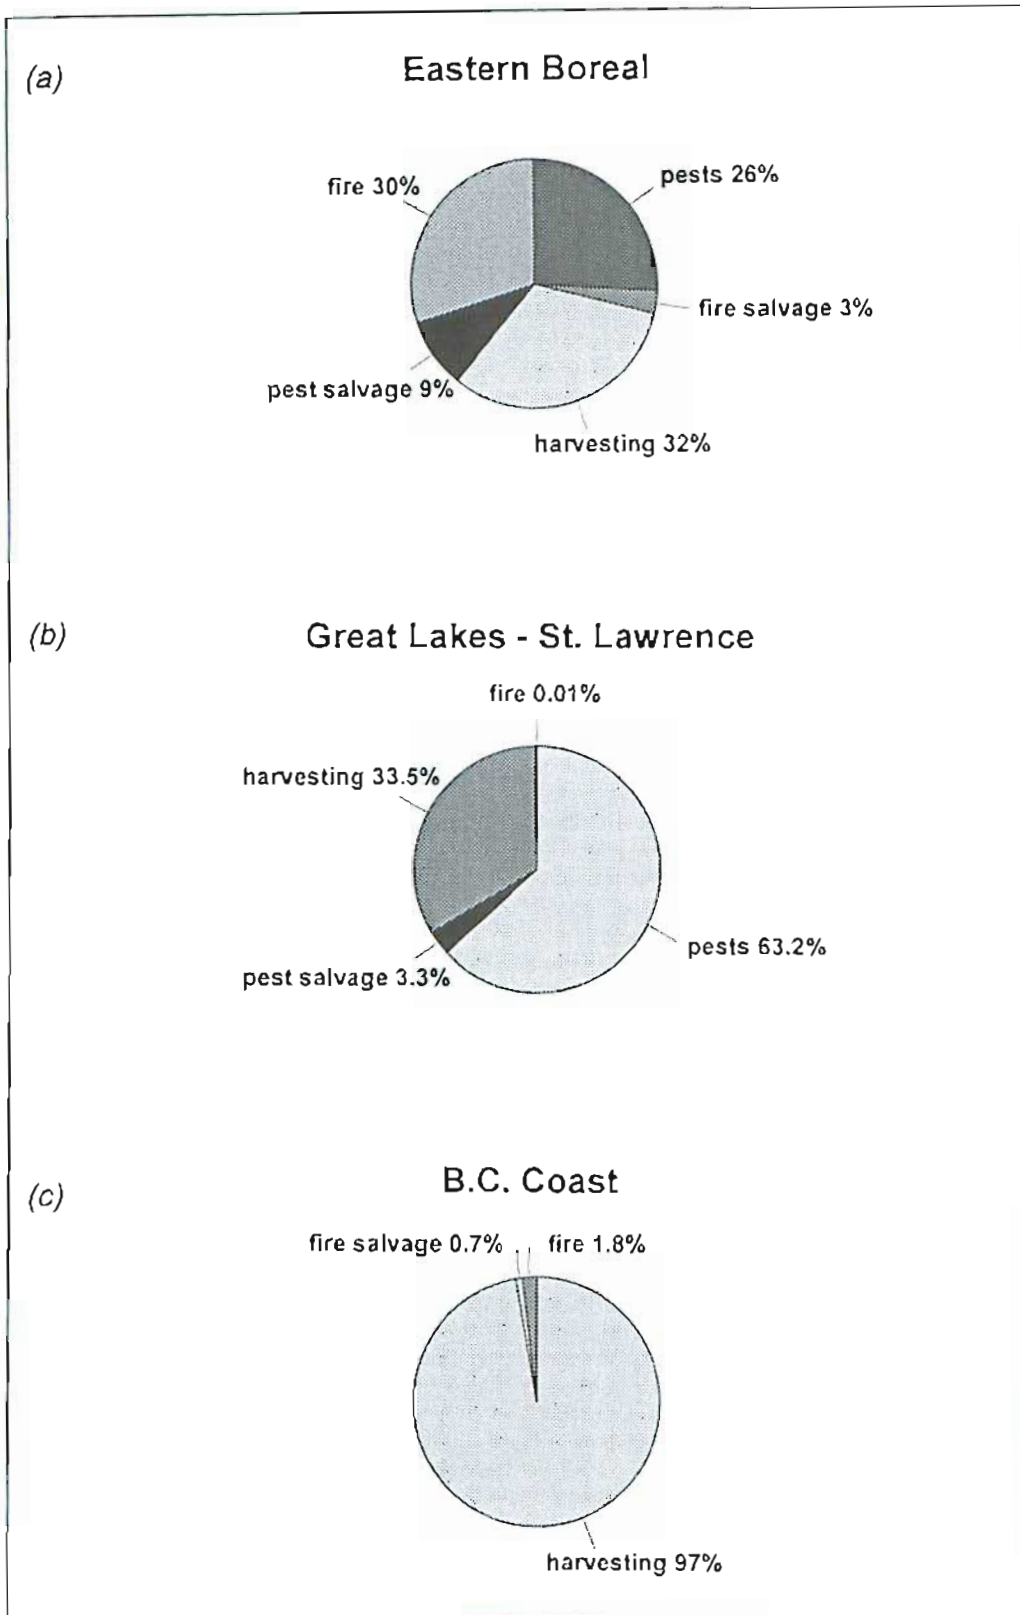 (a)
Eastern Boreal
fire 30%
pests 26%
fire salvage 3%
pest salvage 9%
harvesting 32%
(b)
Great Lakes - St. Lawrence
fire 0.01%
harvesting 33.5%
pests 63.2%
pest salvage 3.3%
(c)
B.C. Coast
fire salvage 0.7%
fire 1.8%
harvesting 97%